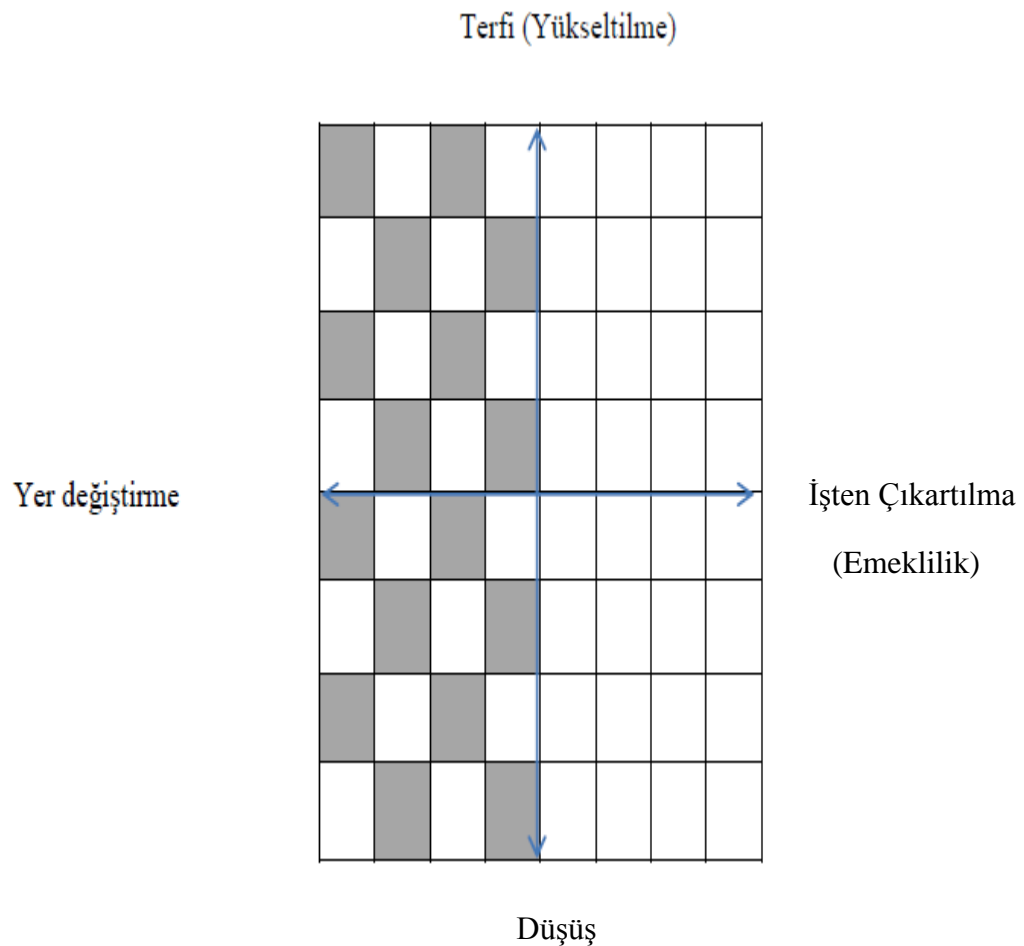 Terfi (Yükseltilme)
Yer değiştirme
İşten Çıkartılma
(Emeklilik)
Düşüş